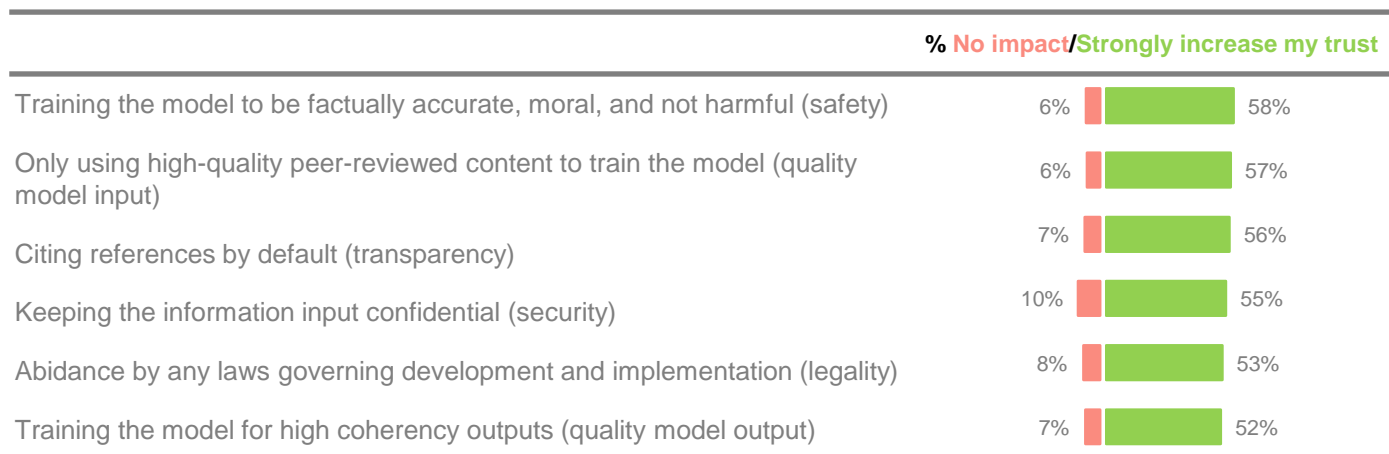 % No impact/Strongly increase my trust
Training the model to be factually accurate, moral, and not harmful (safety) 6% 58%
Only using high-quality peer-reviewed content to train the model (quality
model input) 6% 57%
Citing references by default (transparency) 7% 56%
Keeping the information input confidential (security) 10% 55%
Abidance by any laws governing development and implementation (legality) 8% 53%
Training the model for high coherency outputs (quality model output) 7% 52%